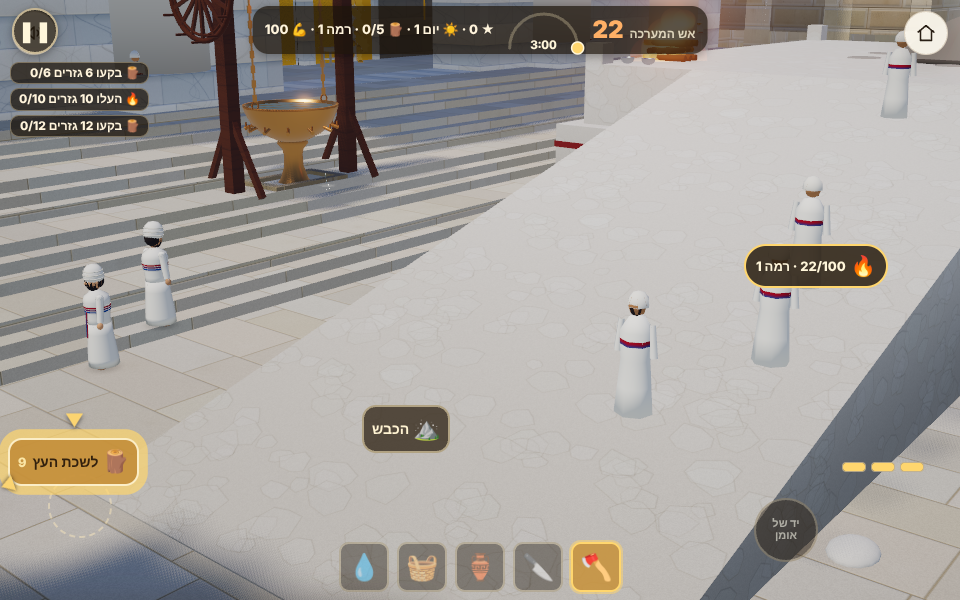 ★ 0 · ☀️ יום 1 · 🪵 0/5 · רמה 1 · 💪 100
3:00
אש המערכה 22
🪵 בקעו 6 גזרים 0/6
🔥 העלו 10 גזרים 0/10
🪵 בקעו 12 גזרים 0/12
🔥 22/100 · רמה 1
הכבש
לשכת העץ 9
יד של
אומן